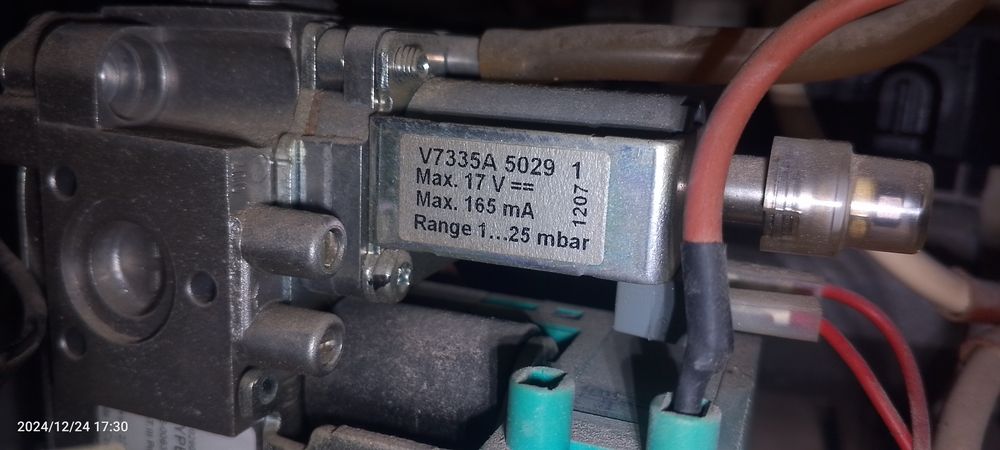 V7335A 5029 1
Max. 17 V ⎓
Max. 165 mA
Range 1...25 mbar
1207
2024/12/24 17:30